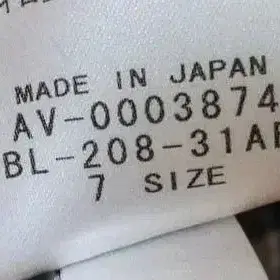 MADE IN JAPAN
AV-0003874
BL-208-31A
7 SIZE